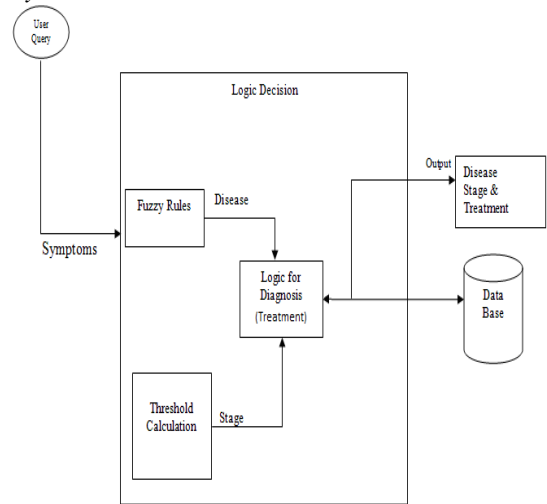 User
Query
Logic Decision
Output
Disease
Stage &
Treatment
Fuzzy Rules
Disease
Symptoms
Logic for
Diagnosis
(Treatment)
Data
Base
Threshold
Calculation
Stage